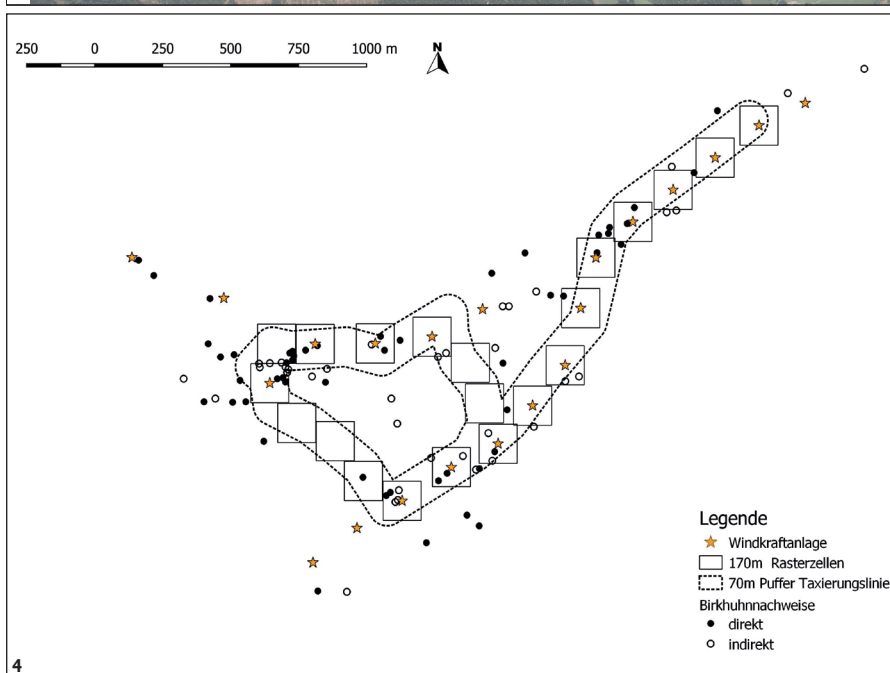 250 0 250 500 750 1000 m
N
Legende
Windkraftanlage
170m Rasterzellen
70m Puffer Taxierungslinie
Birkhuhnnachweise
direkt
indirekt
4